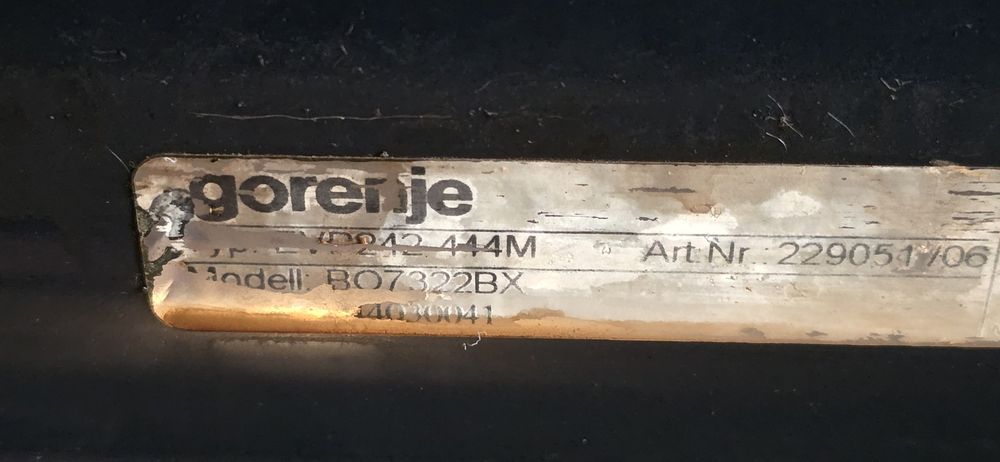 gorenje
242-444M Art.Nr.: 229051/06
Modell: BO7322BX
4030041